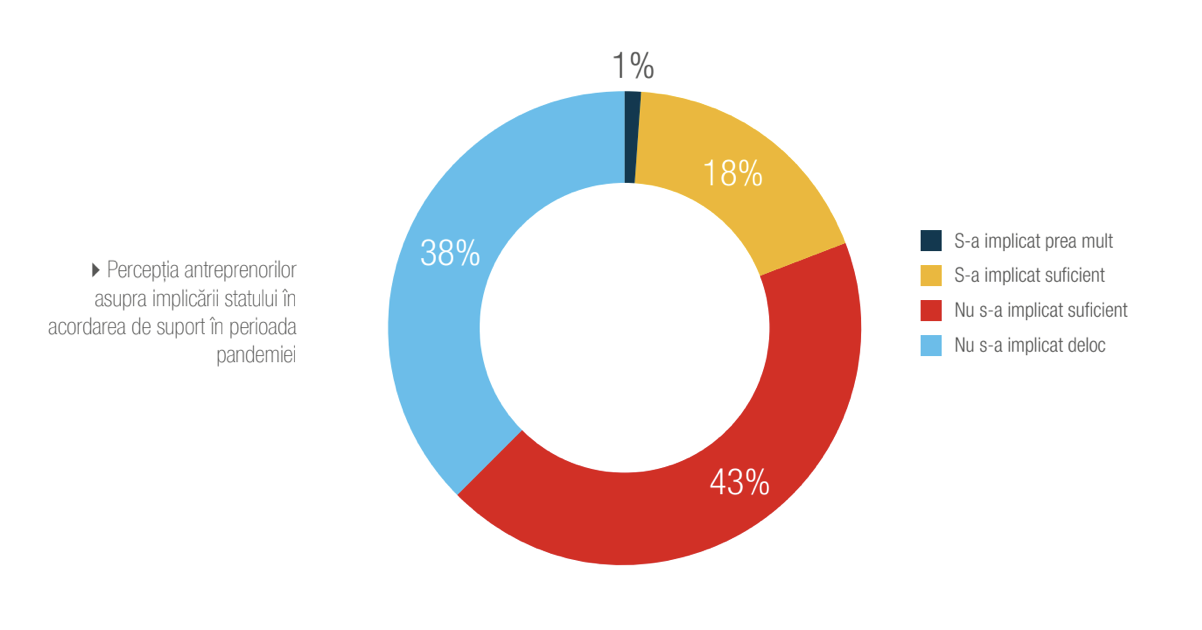 1%
18%
38%
43%
Percepția antreprenorilor
asupra implicării statului în
acordarea de suport în perioada
pandemiei
S-a implicat prea mult
S-a implicat suficient
Nu s-a implicat suficient
Nu s-a implicat deloc